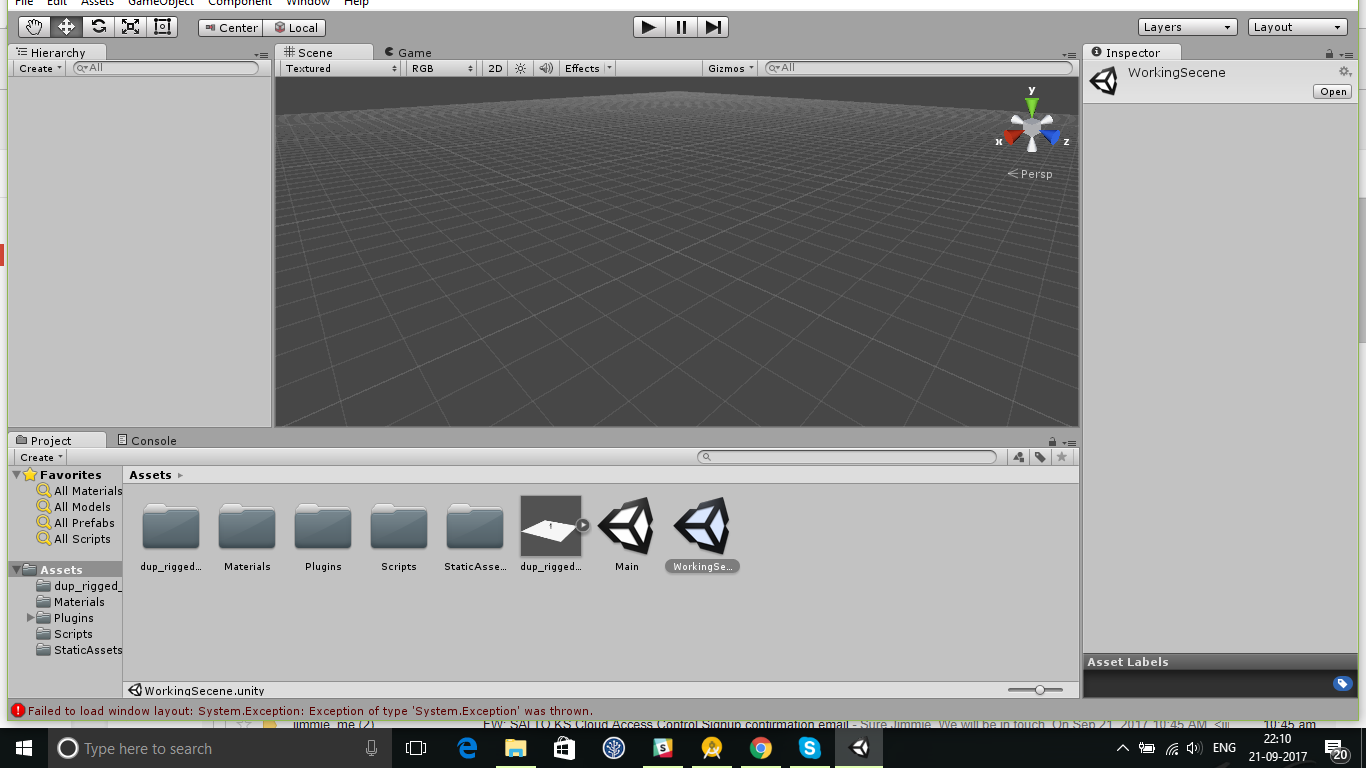 File Edit Assets GameObject Component Window Help
Center Local Layers Layout
Hierarchy
Create All
Scene Game
Textured RGB 2D Effects Gizmos All
y
x z
Persp
Inspector
WorkingSecene
Open
Project Console
Create
Favorites
All Materials
All Models
All Prefabs
All Scripts
Assets
dup_rigged_
Materials
Plugins
Scripts
StaticAssets
Assets
dup_rigged... Materials Plugins Scripts StaticAsse... dup_rigged... Main WorkingSe...
WorkingSecene.unity
Asset Labels
Failed to load window layout: System.Exception: Exception of type 'System.Exception' was thrown.
jimmie, me (2) FW: SALTO KS Cloud Access Control Signup confirmation email - Sure Jimmie, We will be in touch. On Sep 21, 2017 10:45 AM, 10:45 am
Type here to search
ENG 22:10
21-09-2017 20